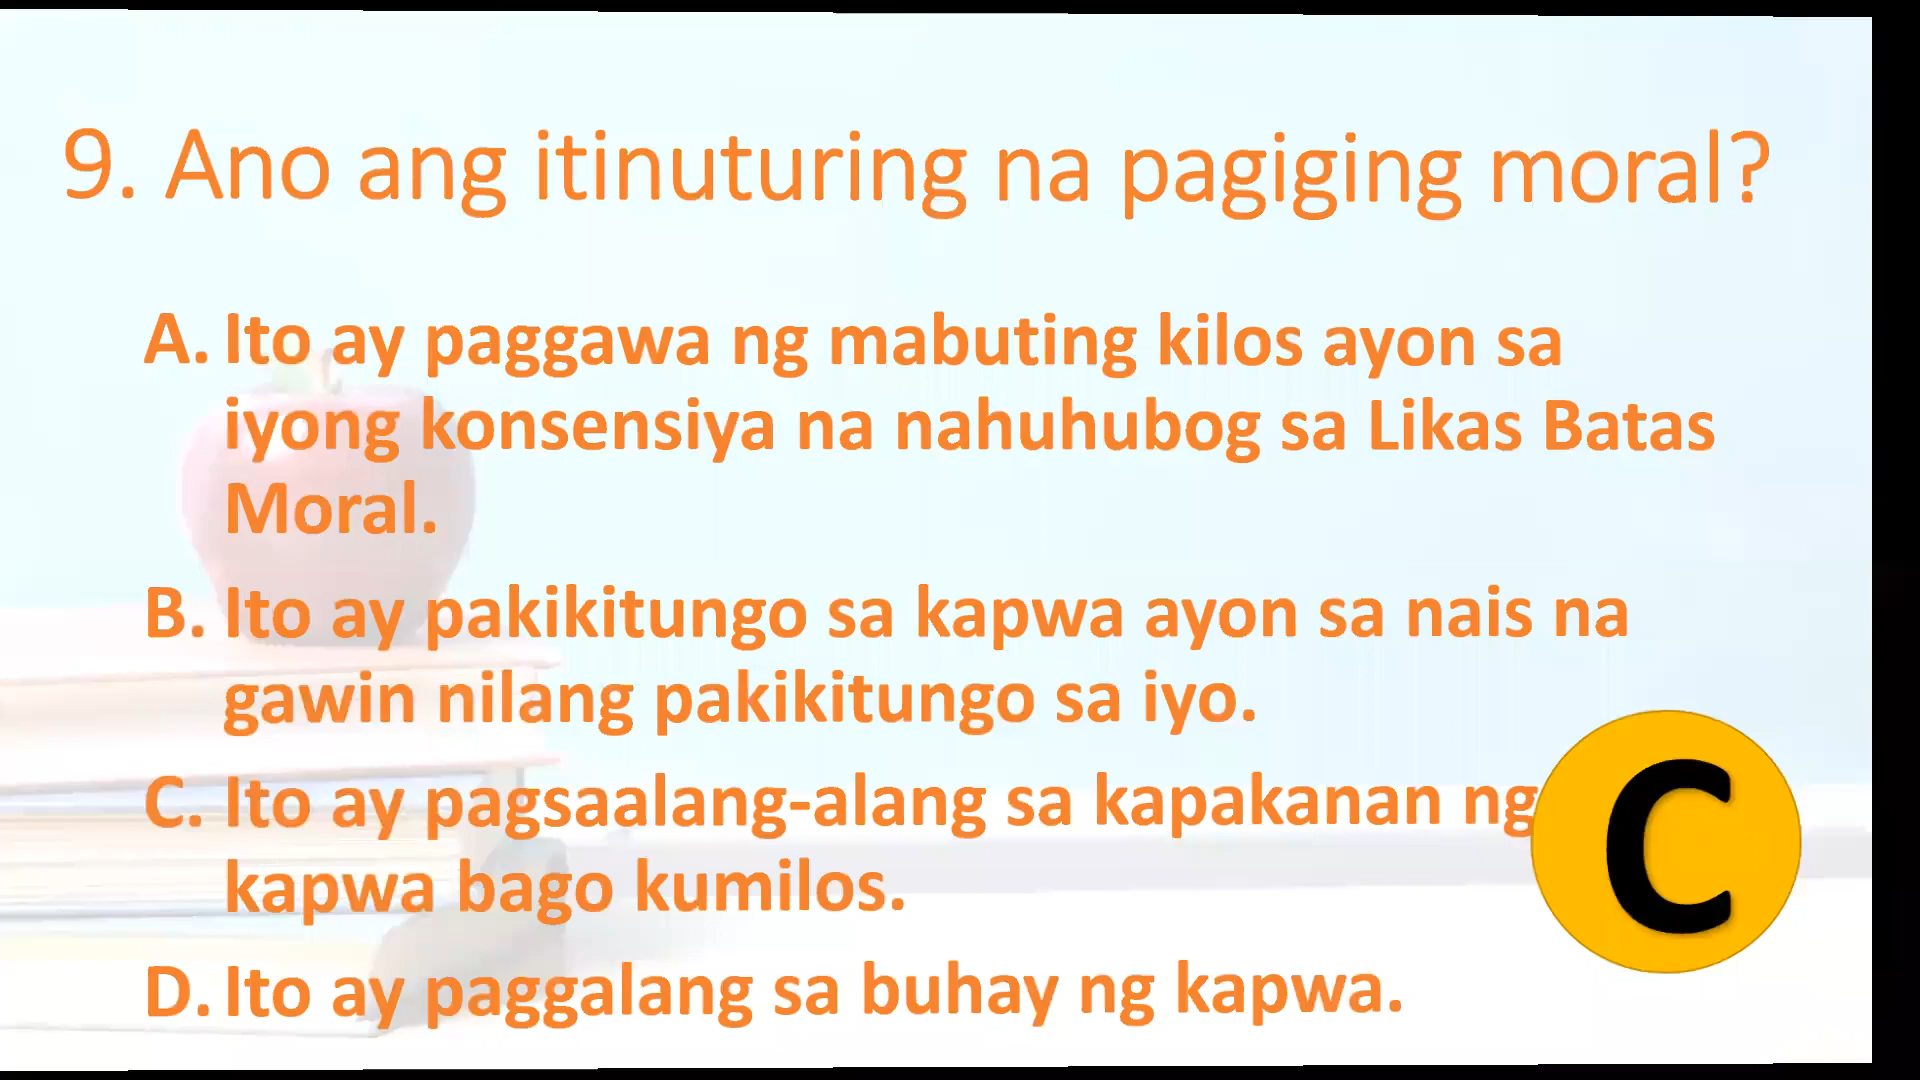 9. Ano ang itinuturing na pagiging moral?
A. Ito ay paggawa ng mabuting kilos ayon sa
iyong konsensiya na nahuhubog sa Likas Batas
Moral.
B. Ito ay pakikitungo sa kapwa ayon sa nais na
gawin nilang pakikitungo sa iyo.
C. Ito ay pagsaalang-alang sa kapakanan ng
kapwa bago kumilos.
C
D. Ito ay paggalang sa buhay ng kapwa.